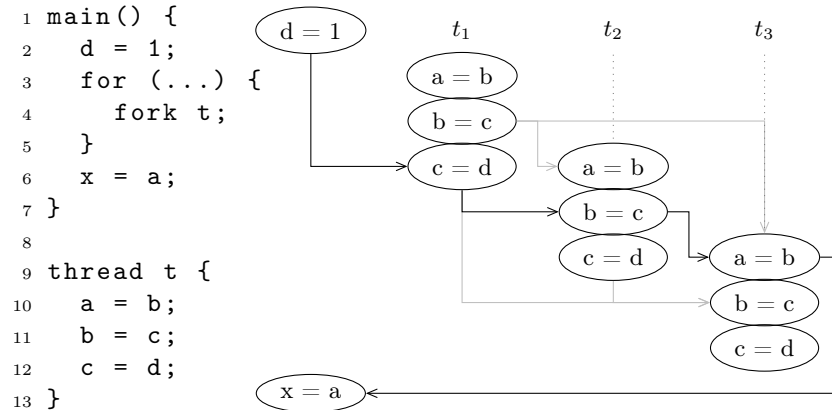 1 main() {
2 d = 1;
3 for (...) {
4 fork t;
5 }
6 x = a;
7 }
8
9 thread t {
10 a = b;
11 b = c;
12 c = d;
13 }
d = 1
t1
t2
t3
a = b
b = c
c = d
a = b
b = c
c = d
a = b
b = c
c = d
x = a